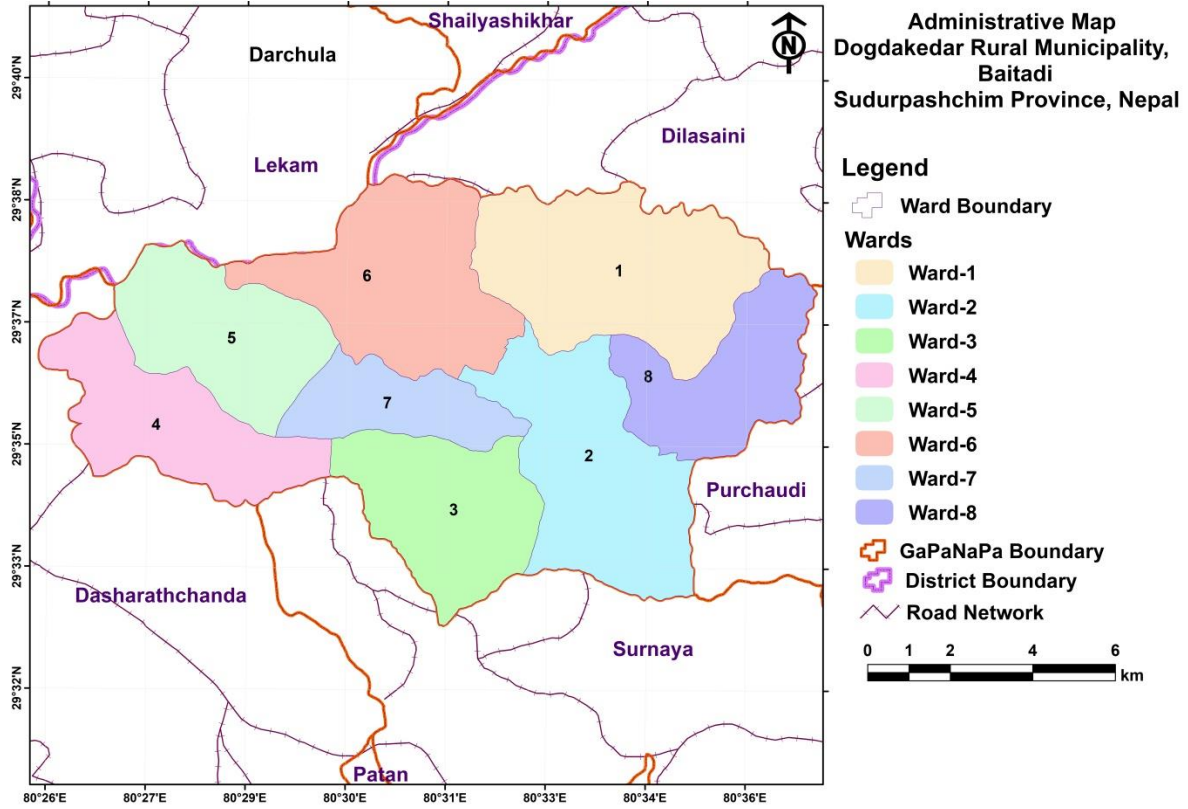 Administrative Map
Dogdakedar Rural Municipality,
Baitadi
Sudurpashchim Province, Nepal
Shailyashikhar
Darchula
N
Dilasaini
Lekam
6
1
5
8
7
4
2
3
Purchaudi
Dasharathchanda
Surnaya
Patan
29°40'N
29°38'N
29°37'N
29°35'N
29°33'N
29°32'N
80°26'E
80°27'E
80°29'E
80°30'E
80°31'E
80°33'E
80°34'E
80°36'E
Legend
Ward Boundary
Wards
Ward-1
Ward-2
Ward-3
Ward-4
Ward-5
Ward-6
Ward-7
Ward-8
GaPaNaPa Boundary
District Boundary
Road Network
0 1 2 4 6
km